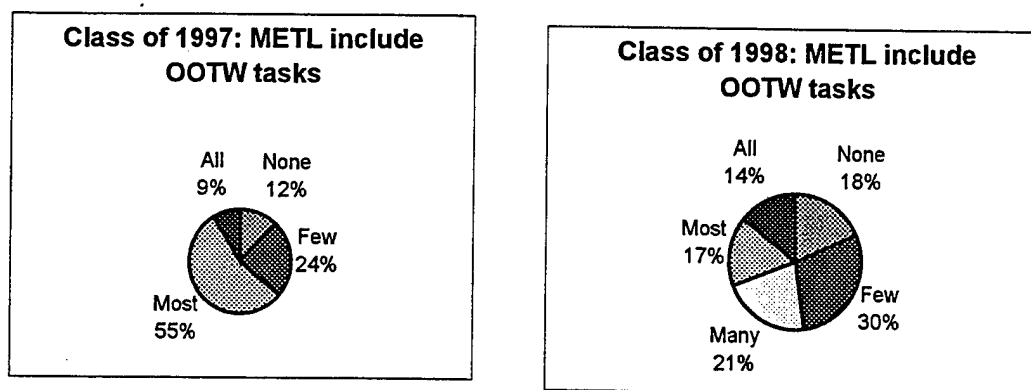 Class of 1997: METL include
OOTW tasks
All
9%
None
12%
Few
24%
Most
55%
Class of 1998: METL include
OOTW tasks
All
14%
None
18%
Most
17%
Few
30%
Many
21%